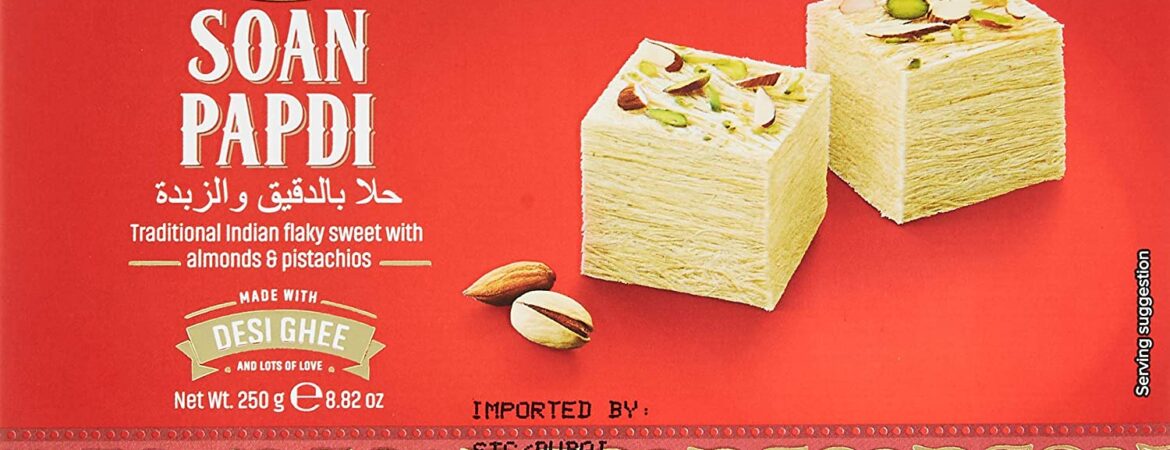 SOAN
PAPDI
حلا بالدقيق والزبدة
Traditional Indian flaky sweet with
almonds & pistachios
MADE WITH
DESI GHEE
AND LOTS OF LOVE
Net Wt. 250 g ℮ 8.82 oz
IMPORTED BY:
Serving suggestion